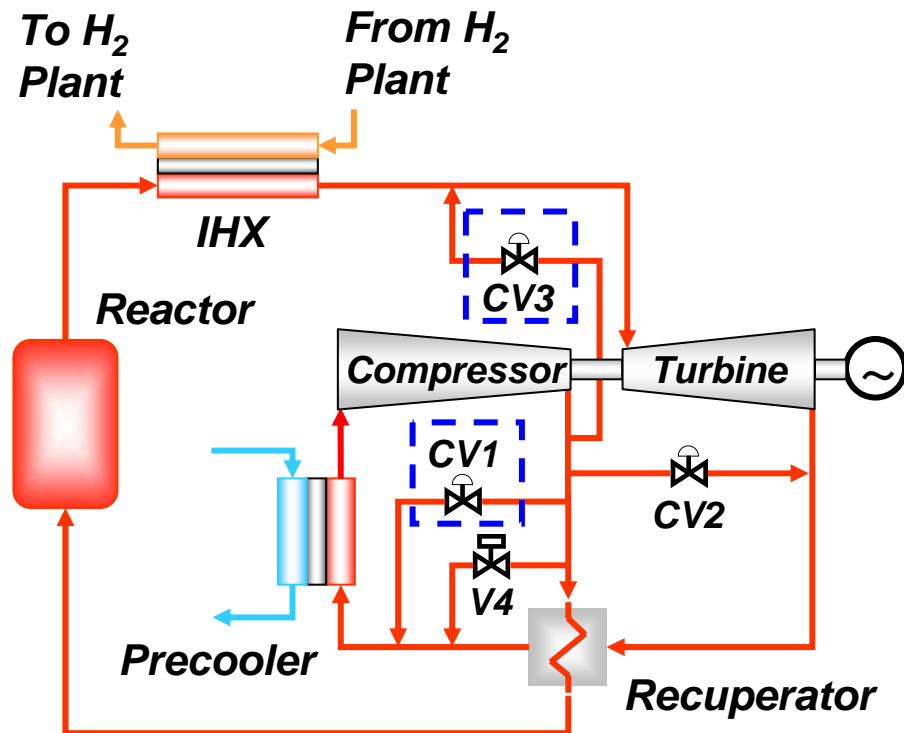 To H2
Plant
From H2
Plant
IHX
CV3
Reactor
Compressor
Turbine
~
CV1
CV2
V4
Precooler
Recuperator